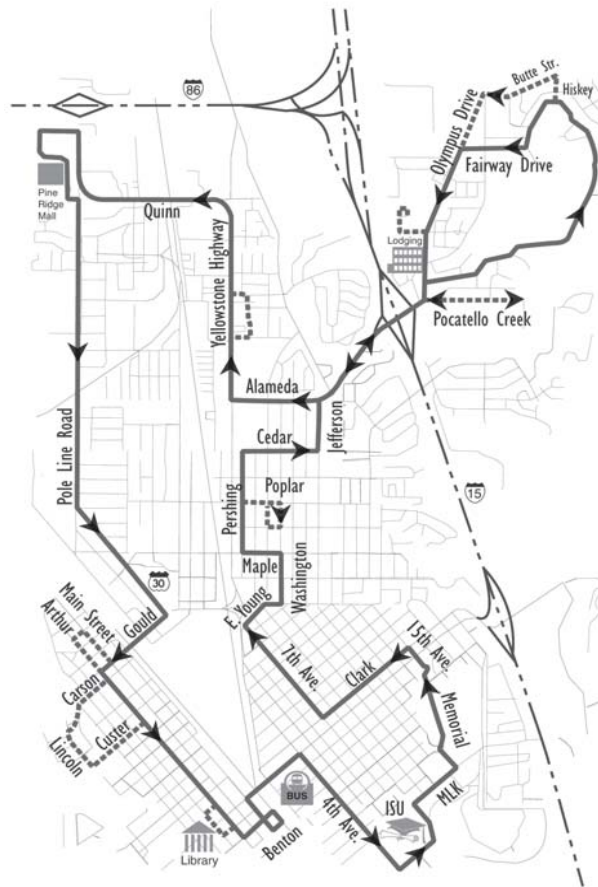 86
Butte Str.
Hiskey
Olympus Drive
Fairway Drive
Pine
Ridge
Mall
Quinn
Lodging
Yellowstone Highway
Pocatello Creek
Alameda
Jefferson
Cedar
Pole Line Road
Pershing
Poplar
15
Maple
Washington
30
E. Young
Main Street
Arthur
Gould
7th Ave.
Clark
15th Ave.
Carson
Memorial
Lincoln
Custer
MLK
BUS
4th Ave.
ISU
Benton
Library